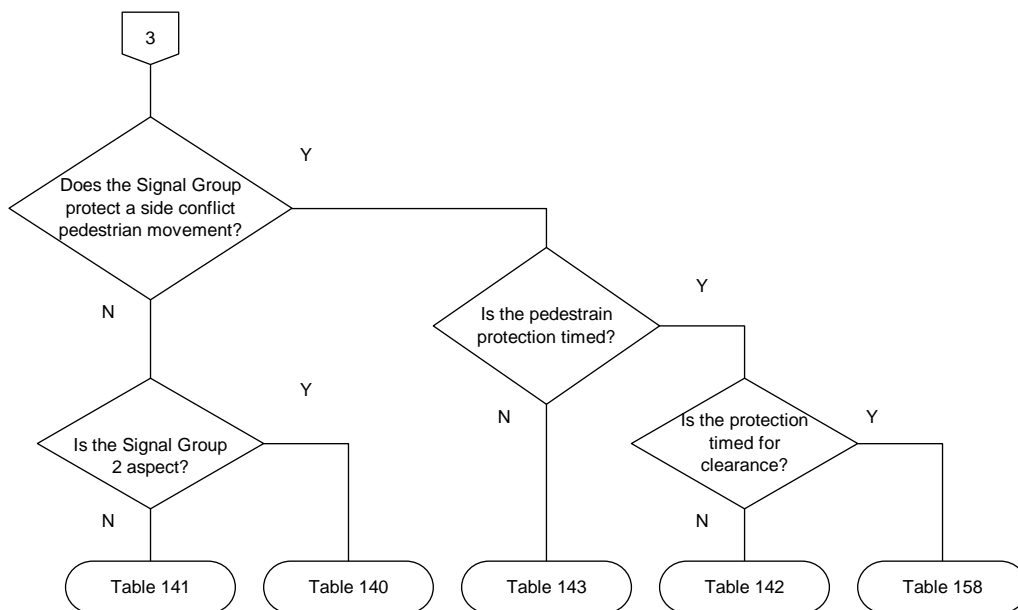 3
Y
Does the Signal Group
protect a side conflict
pedestrian movement?
N
Y
Is the pedestrain
protection timed?
Y
N
Is the Signal Group
2 aspect?
Y
Is the protection
timed for
clearance?
N
N
Table 141
Table 140
Table 143
Table 142
Table 158